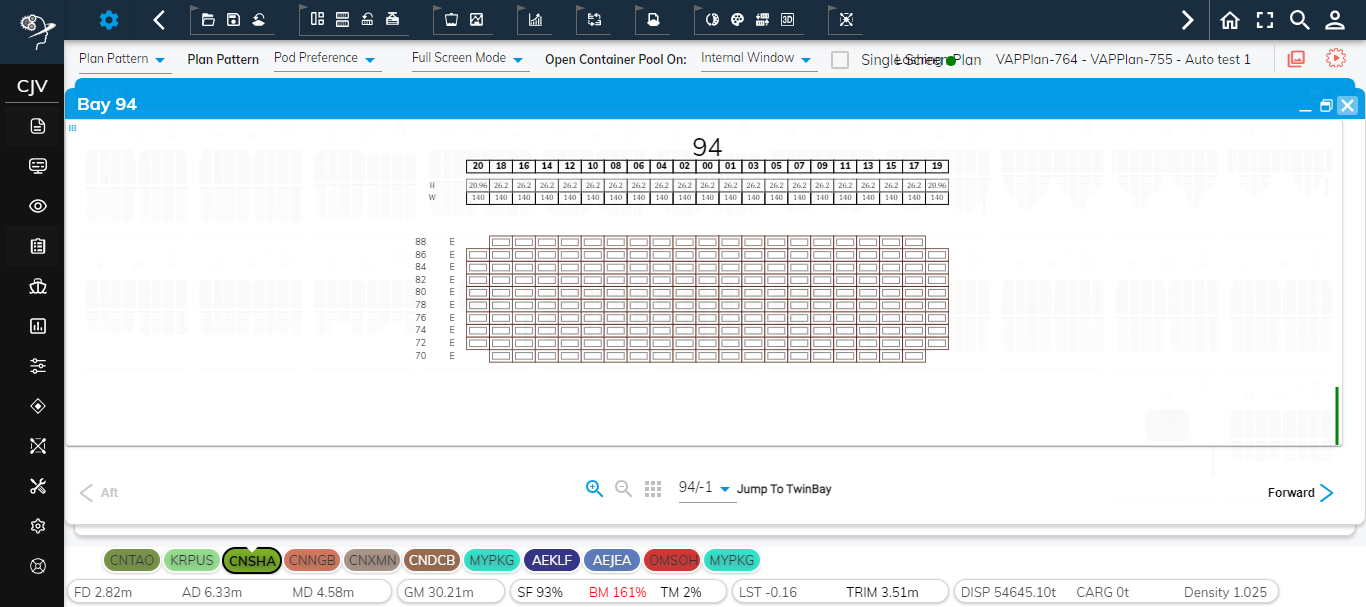 Plan Pattern Plan Pattern Pod Preference Full Screen Mode Open Container Pool On: Internal Window Single Screen Plan VAPPlan-764 - VAPPlan-755 - Auto test 1
CJV
Bay 94
94
20 18 16 14 12 10 08 06 04 02 00 01 03 05 07 09 11 13 15 17 19
H 20.96 26.2 26.2 26.2 26.2 26.2 26.2 26.2 26.2 26.2 26.2 26.2 26.2 26.2 26.2 26.2 26.2 26.2 26.2 26.2 20.96
W 140 140 140 140 140 140 140 140 140 140 140 140 140 140 140 140 140 140 140 140 140
88 E
86 E
84 E
82 E
80 E
78 E
76 E
74 E
72 E
70 E
Aft 94/-1 Jump To TwinBay Forward
CNTAO KRPUS CNSHA CNNGB CNXMN CNDCB MYPKG AEKLF AEJEA OMSOH MYPKG
FD 2.82m AD 6.33m MD 4.58m GM 30.21m SF 93% BM 161% TM 2% LST -0.16 TRIM 3.51m DISP 54645.10t CARG 0t Density 1.025